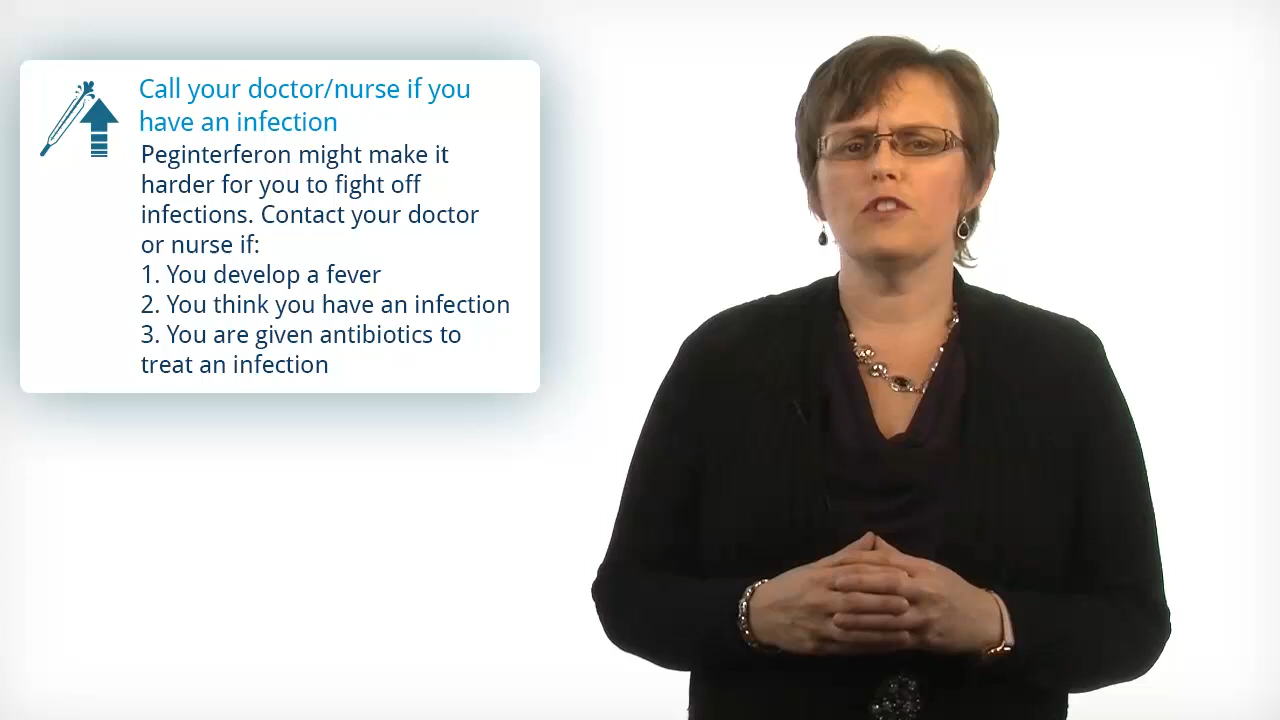 Call your doctor/nurse if you
have an infection
Peginterferon might make it
harder for you to fight off
infections. Contact your doctor
or nurse if:
1. You develop a fever
2. You think you have an infection
3. You are given antibiotics to
treat an infection